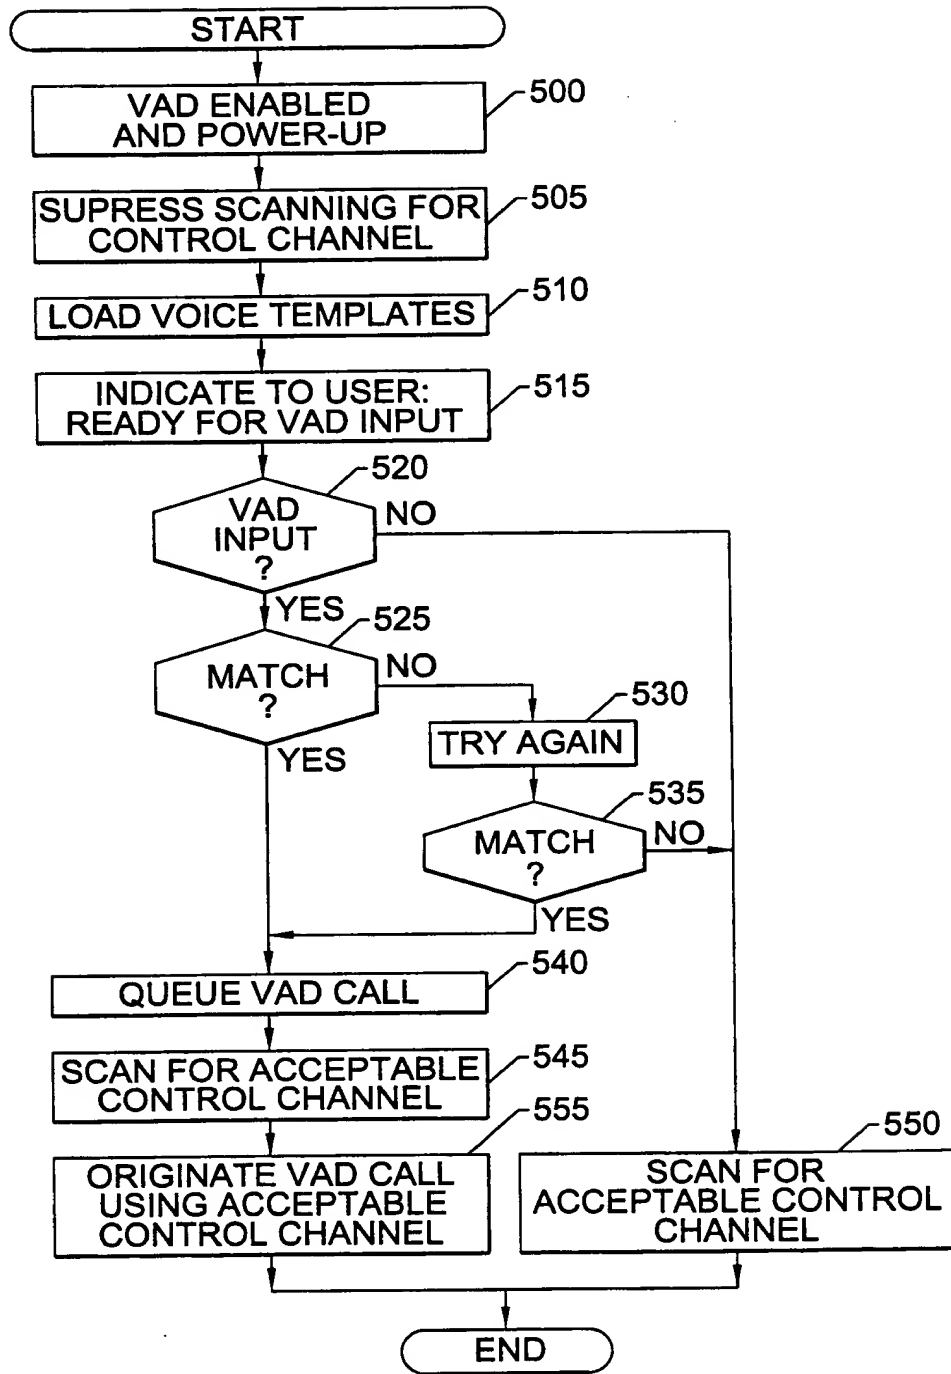 START
VAD ENABLED
AND POWER-UP
500
SUPRESS SCANNING FOR
CONTROL CHANNEL
505
LOAD VOICE TEMPLATES
510
INDICATE TO USER:
READY FOR VAD INPUT
515
520
VAD
INPUT
?
NO
YES
525
MATCH
?
NO
YES
530
TRY AGAIN
535
MATCH
?
NO
YES
540
QUEUE VAD CALL
545
SCAN FOR ACCEPTABLE
CONTROL CHANNEL
555
ORIGINATE VAD CALL
USING ACCEPTABLE
CONTROL CHANNEL
550
SCAN FOR
ACCEPTABLE CONTROL
CHANNEL
END